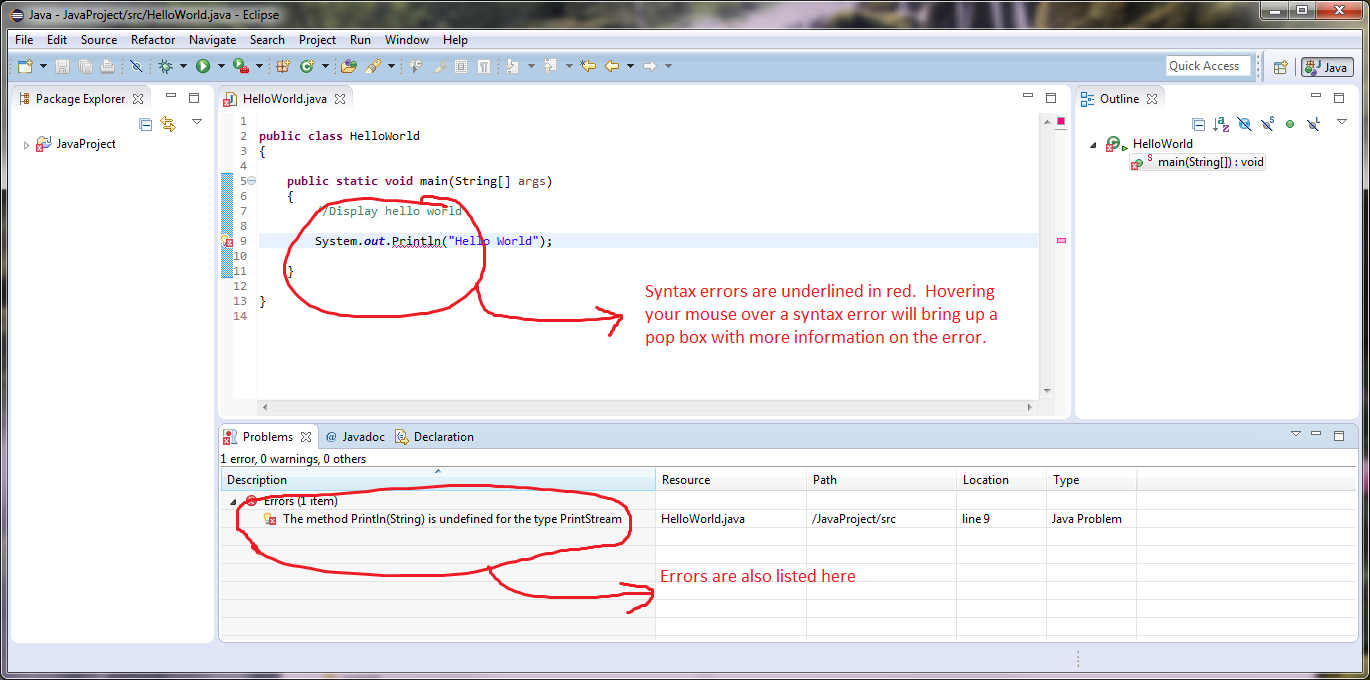 Java - JavaProject/src/HelloWorld.java - Eclipse
File Edit Source Refactor Navigate Search Project Run Window Help
Quick Access Java
Package Explorer
JavaProject
HelloWorld.java
1
2 public class HelloWorld
3 {
4
5 public static void main(String[] args)
6 {
7 //Display hello world
8
9 System.out.Println("Hello World");
10
11 }
12
13 }
14
Syntax errors are underlined in red. Hovering
your mouse over a syntax error will bring up a
pop box with more information on the error.
Outline
HelloWorld
main(String[]) : void
Problems @ Javadoc Declaration
1 error, 0 warnings, 0 others
Description Resource Path Location Type
Errors (1 item)
The method Println(String) is undefined for the type PrintStream HelloWorld.java /JavaProject/src line 9 Java Problem
Errors are also listed here